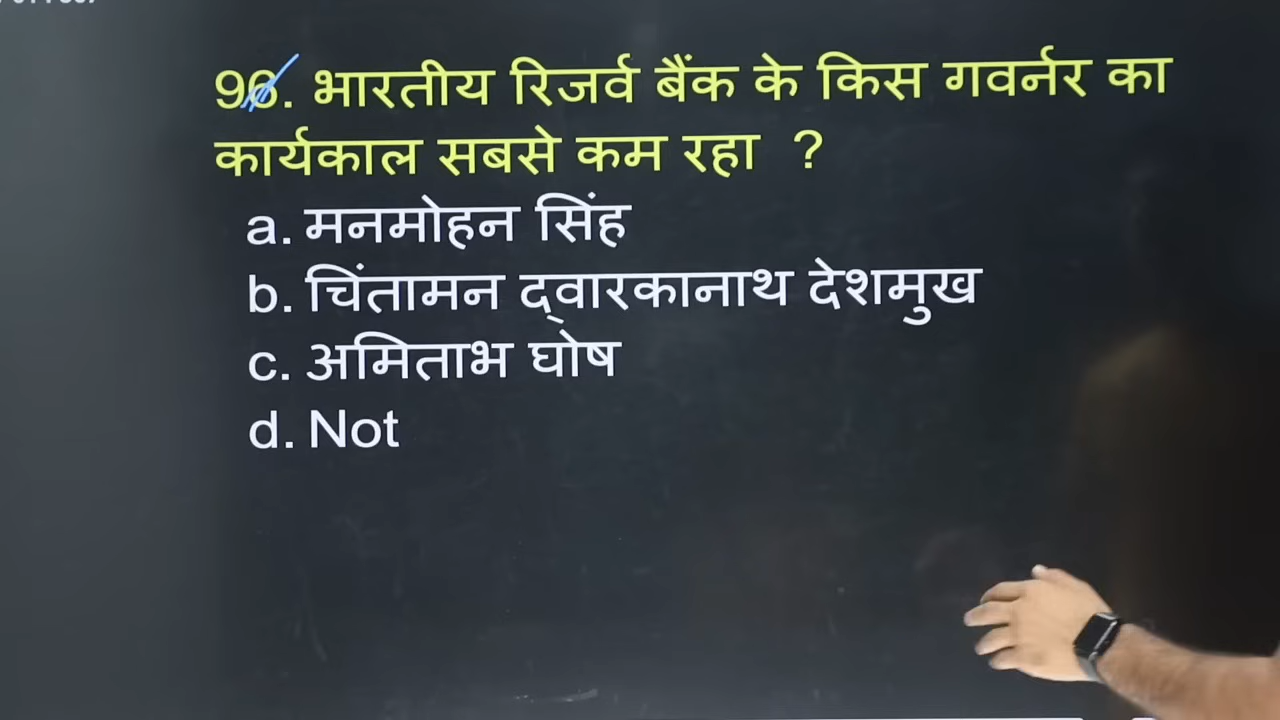 96. भारतीय रिजर्व बैंक के किस गवर्नर का
कार्यकाल सबसे कम रहा ?
a. मनमोहन सिंह
b. चिंतामन द्वारकानाथ देशमुख
c. अमिताभ घोष
d. Not